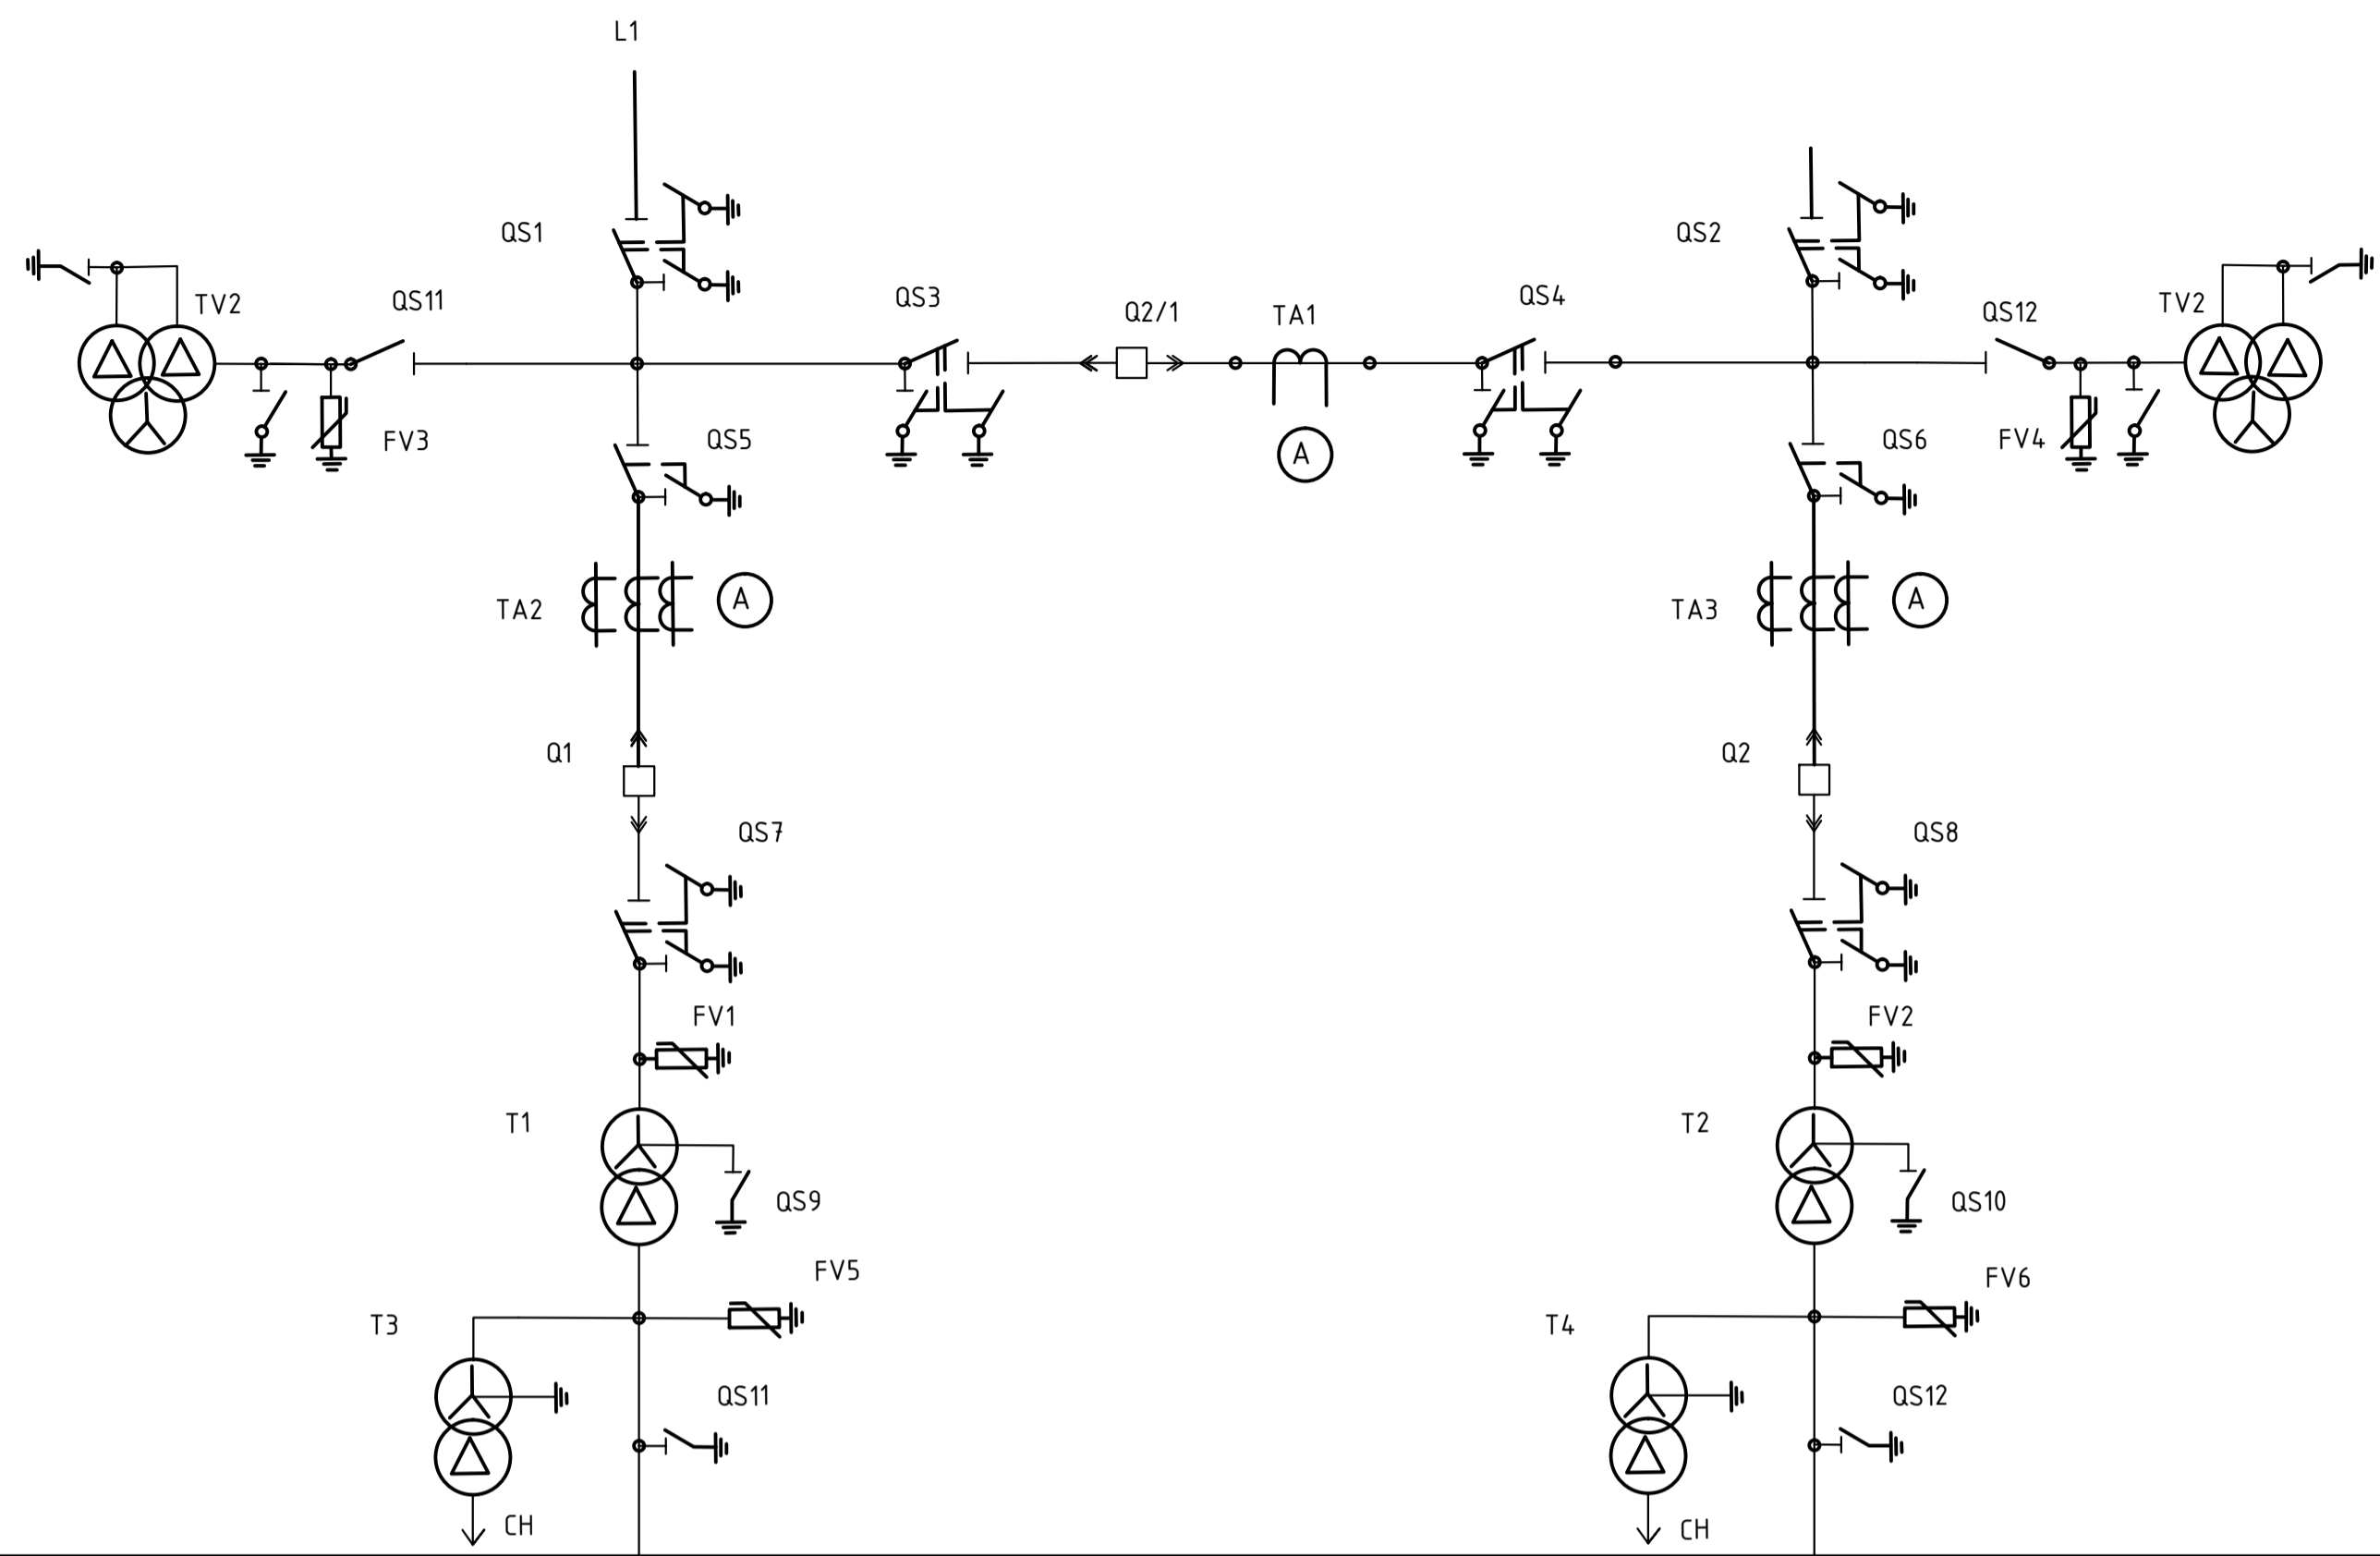 L1
QS1
QS2
TV2
QS11
QS3
Q2/1
TA1
QS4
QS12
TV2
FV3
QS5
A
QS6
FV4
TA2
A
TA3
A
Q1
Q2
QS7
QS8
FV1
FV2
T1
T2
QS9
QS10
FV5
FV6
T3
T4
QS11
QS12
CH
CH